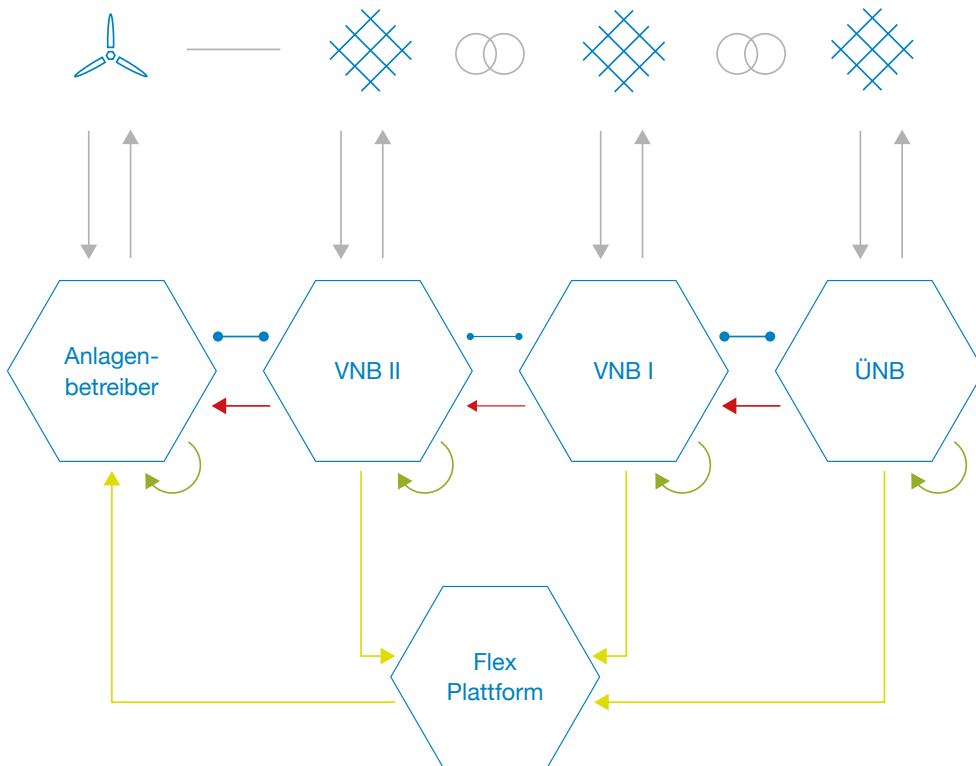 Anlagen-
betreiber
VNB II
VNB I
ÜNB
Flex
Plattform